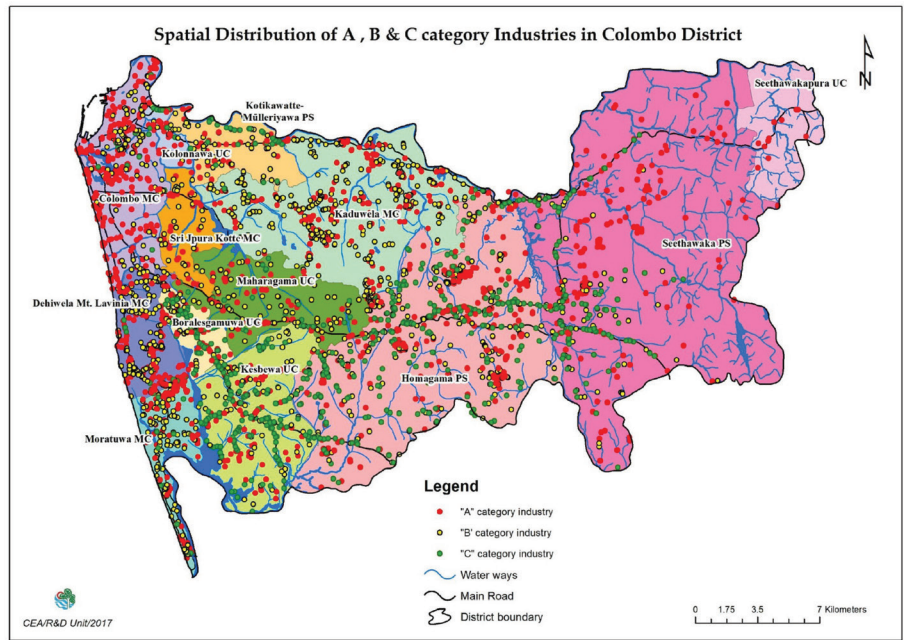 Spatial Distribution of A , B & C category Industries in Colombo District
N
Seethawakapura UC
Kotikawatte-
Mülleriyawa PS
Kolonnawa UC
Colombo MC
Kaduwela MC
Sri Jpura Kotte MC
Seethawaka PS
Maharagama UC
Dehiwela Mt. Lavinia MC
Boralesgamuwa UC
Kesbewa UC
Homagama PS
Moratuwa MC
Legend
"A" category industry
"B' category industry
"C" category industry
Water ways
Main Road
District boundary
0 1.75 3.5 7 Kilometers
CEA/R&D Unit/2017